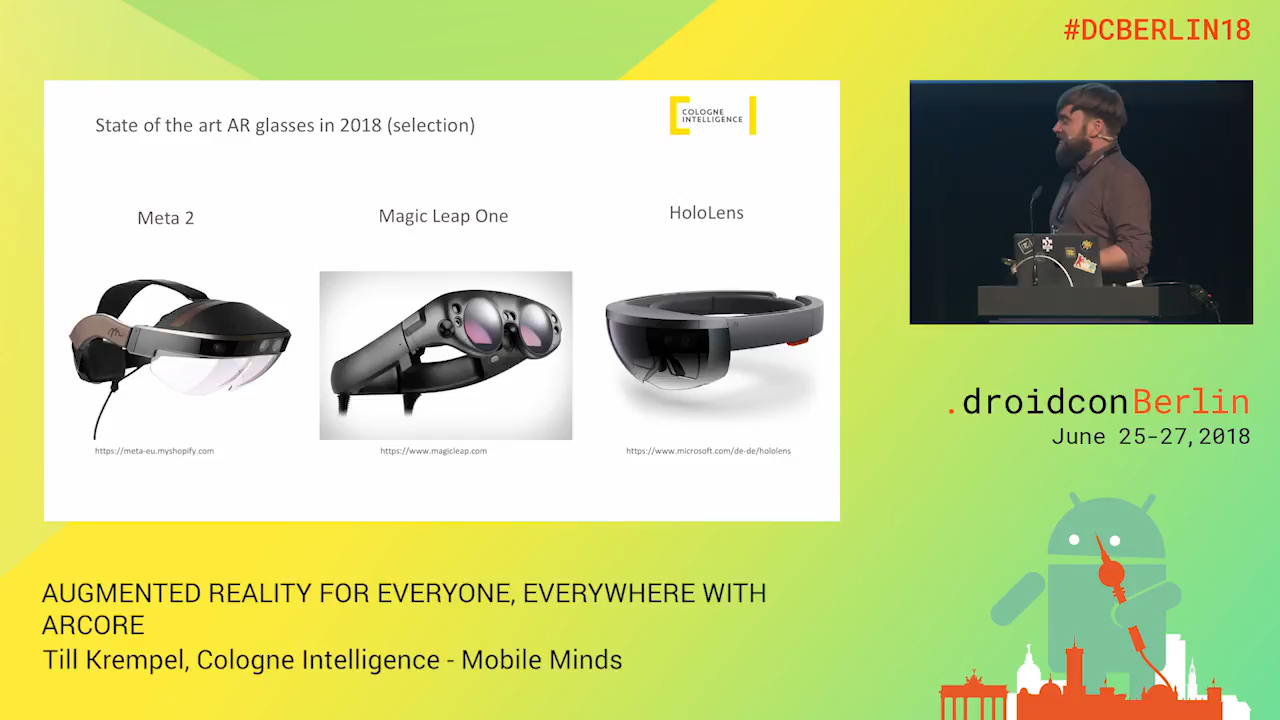 #DCBERLIN18
State of the art AR glasses in 2018 (selection)
COLOGNE
INTELLIGENCE
Meta 2
Magic Leap One
HoloLens
https://meta-eu.myshopify.com
https://www.magicleap.com
https://www.microsoft.com/de-de/hololens
.droidconBerlin
June 25-27,2018
AUGMENTED REALITY FOR EVERYONE, EVERYWHERE WITH
ARCORE
Till Krempel, Cologne Intelligence - Mobile Minds